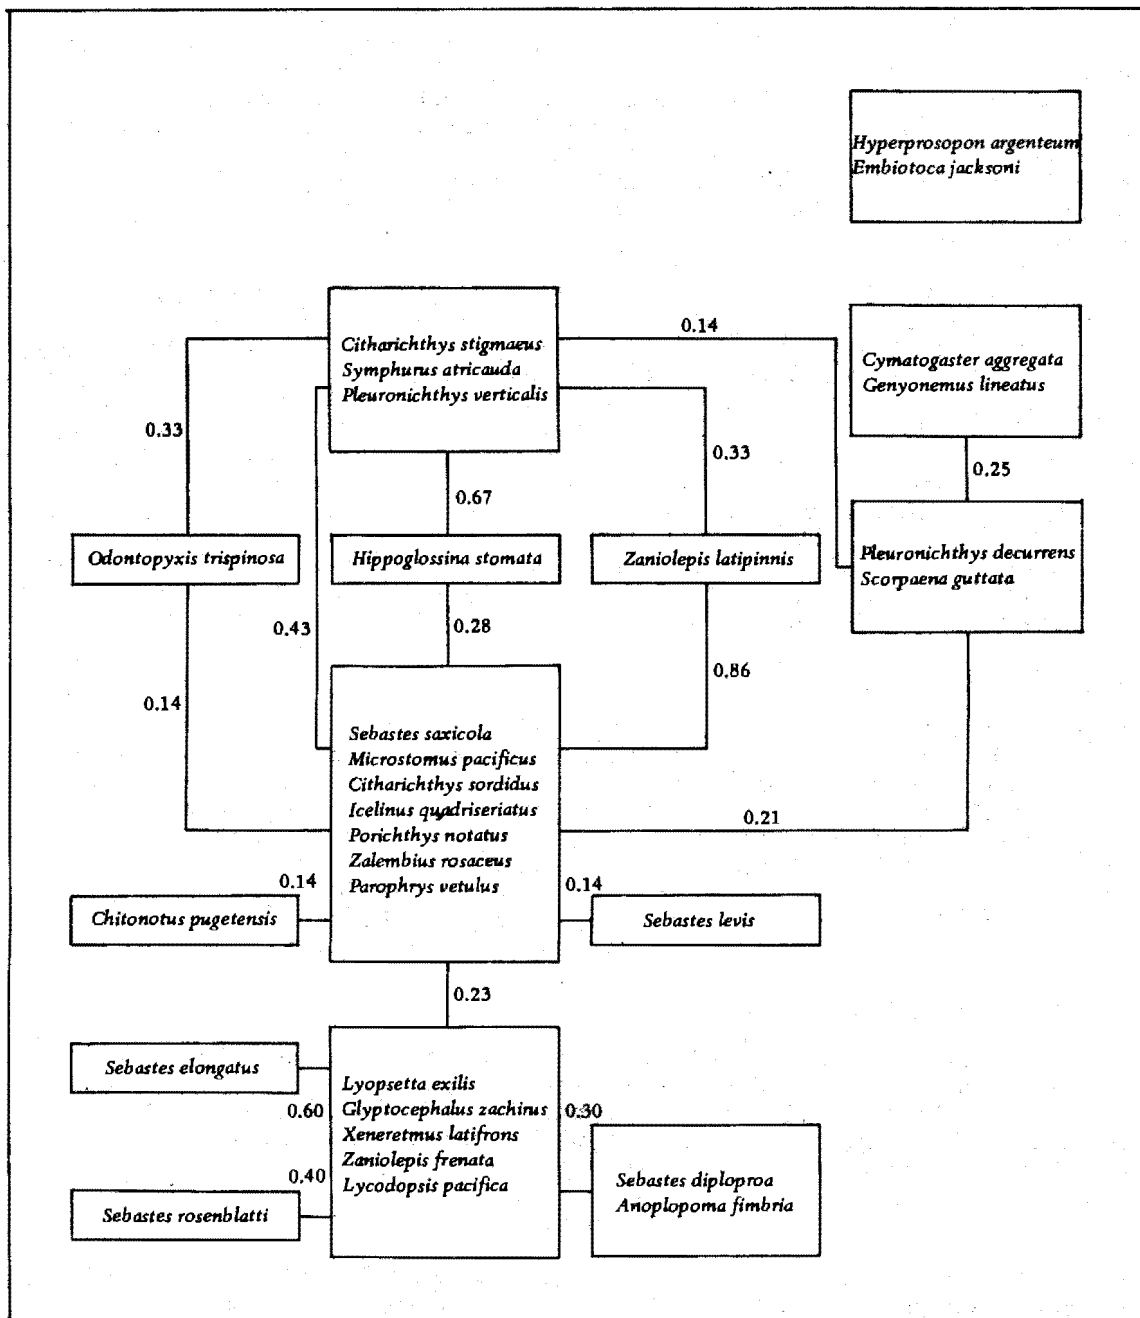 Hyperprosopon argenteum
Embiotoca jacksoni
0.14
Citharichthys stigmaeus
Symphurus atricauda
Pleuronichthys verticalis
Cymatogaster aggregata
Genyonemus lineatus
0.33
0.33
0.25
0.67
Odontopyxis trispinosa
Hippoglossina stomata
Zaniolepis latipinnis
Pleuronichthys decurrens
Scorpaena guttata
0.43
0.28
0.86
0.14
Sebastes saxicola
Microstomus pacificus
Citharichthys sordidus
Icelinus quadriseriatus
Porichthys notatus
Zalembius rosaceus
Parophrys vetulus
0.21
0.14
0.14
Chitonotus pugetensis
Sebastes levis
0.23
Sebastes elongatus
Lyopsetta exilis
Glyptocephalus zachirus
Xeneretmus latifrons
Zaniolepis frenata
Lycodopsis pacifica
0.60
0.30
0.40
Sebastes diploproa
Anoplopoma fimbria
Sebastes rosenblatti